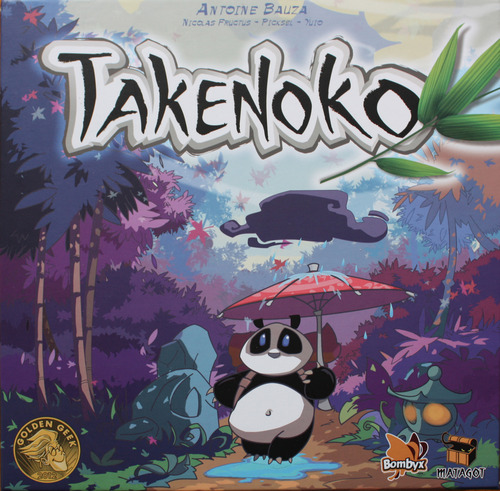 ANTOINE BAUZA
NICOLAS FRUCTUS - PICKSEL - YUIO
TAKENOKO
GOLDEN GEEK
Bombyx
MATAGOT